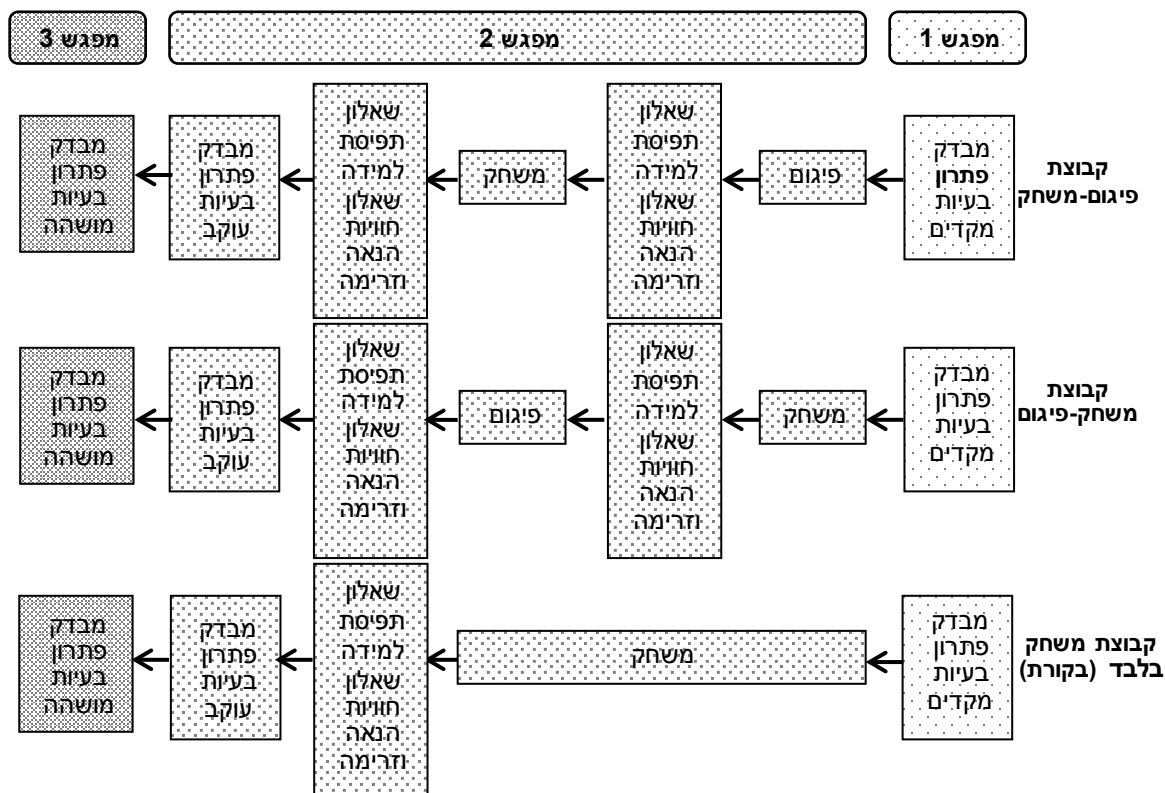 מפגש 1
מפגש 2
מפגש 3
קבוצת
פיגום-משחק
מבדק
פתרון
בעיות
מקדים
פיגום
שאלון
תפיסת
למידה
שאלון
חוויות
הנאה
וזרימה
משחק
שאלון
תפיסת
למידה
שאלון
חוויות
הנאה
וזרימה
מבדק
פתרון
בעיות
עוקב
מבדק
פתרון
בעיות
מושהה
קבוצת
משחק-פיגום
מבדק
פתרון
בעיות
מקדים
משחק
שאלון
תפיסת
למידה
שאלון
חוויות
הנאה
וזרימה
פיגום
שאלון
תפיסת
למידה
שאלון
חוויות
הנאה
וזרימה
מבדק
פתרון
בעיות
עוקב
מבדק
פתרון
בעיות
מושהה
קבוצת משחק
בלבד (בקורת)
מבדק
פתרון
בעיות
מקדים
משחק
שאלון
תפיסת
למידה
שאלון
חוויות
הנאה
וזרימה
מבדק
פתרון
בעיות
עוקב
מבדק
פתרון
בעיות
מושהה